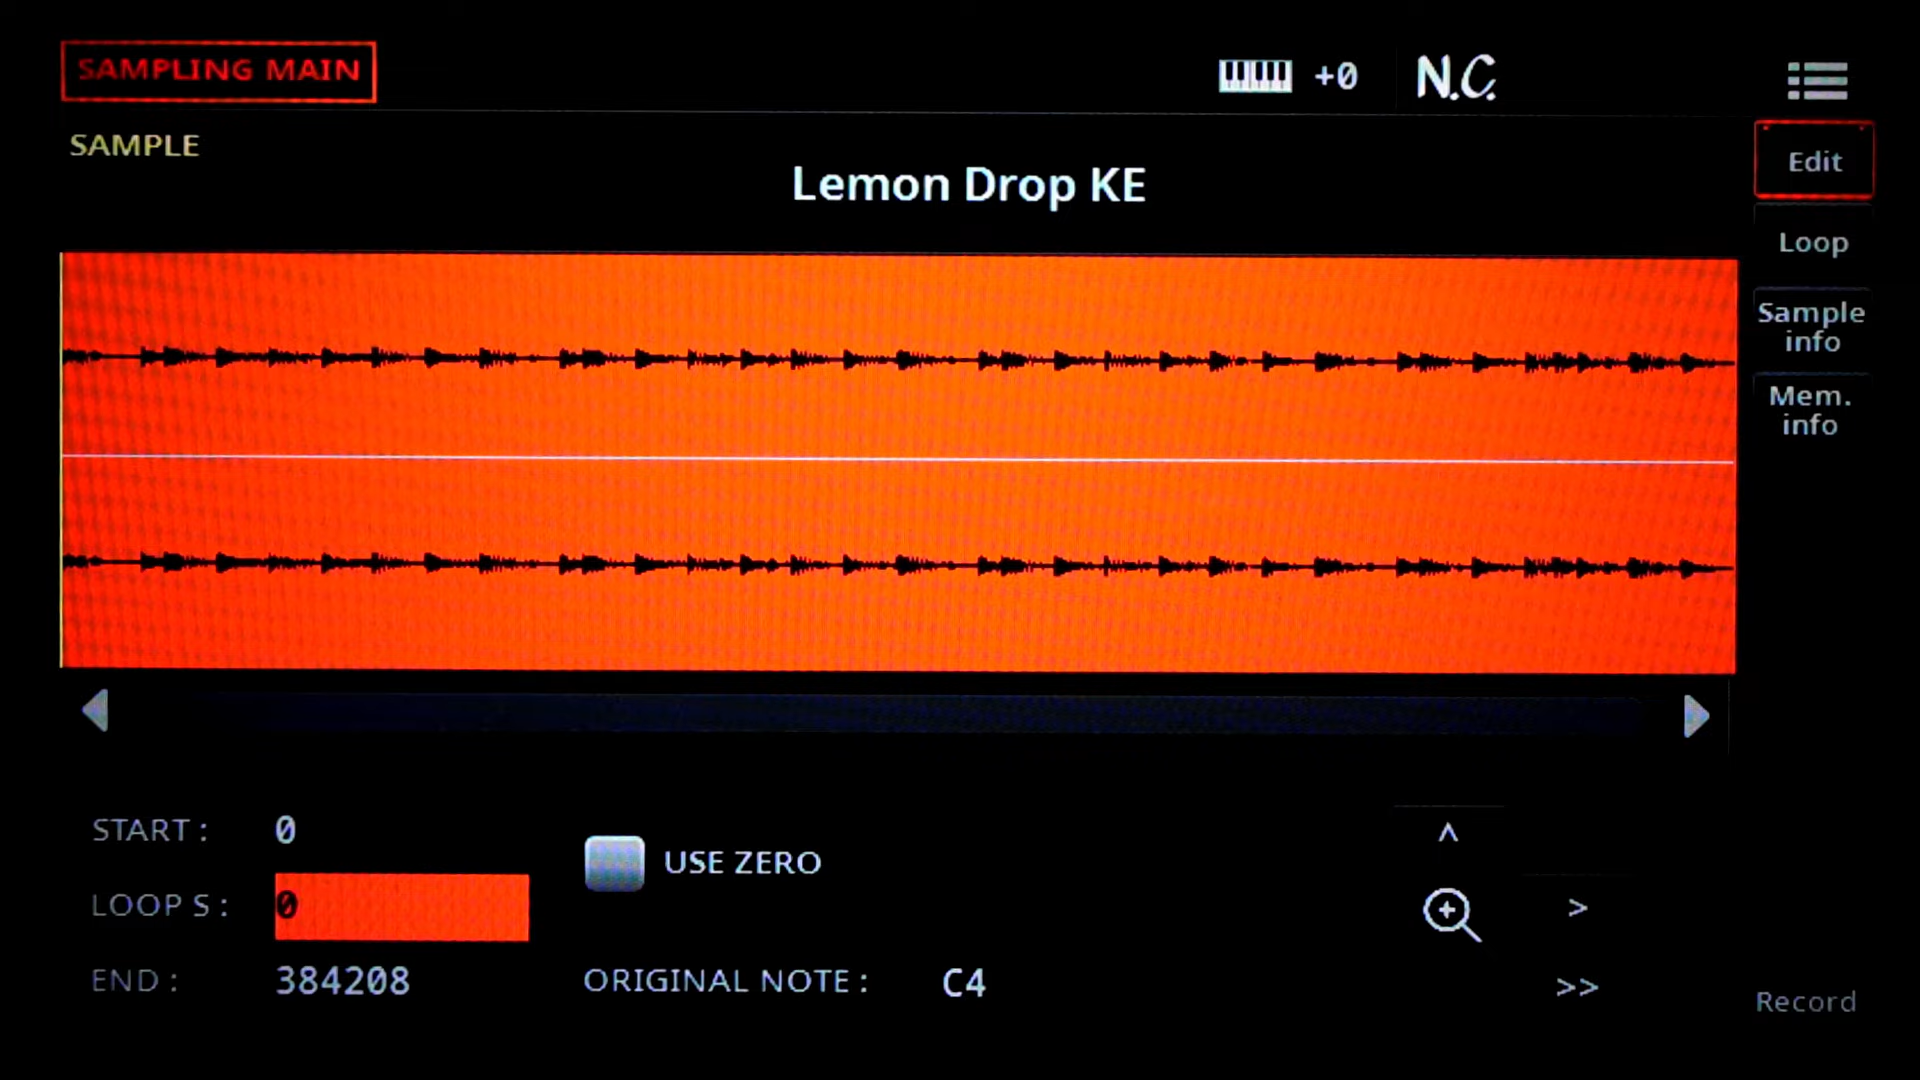 SAMPLING MAIN
+0
N.C.
SAMPLE
Lemon Drop KE
Edit
Loop
Sample
info
Mem.
info
START : 0
USE ZERO
LOOP S : 0
>
END : 384208
ORIGINAL NOTE : C4
>>
Record